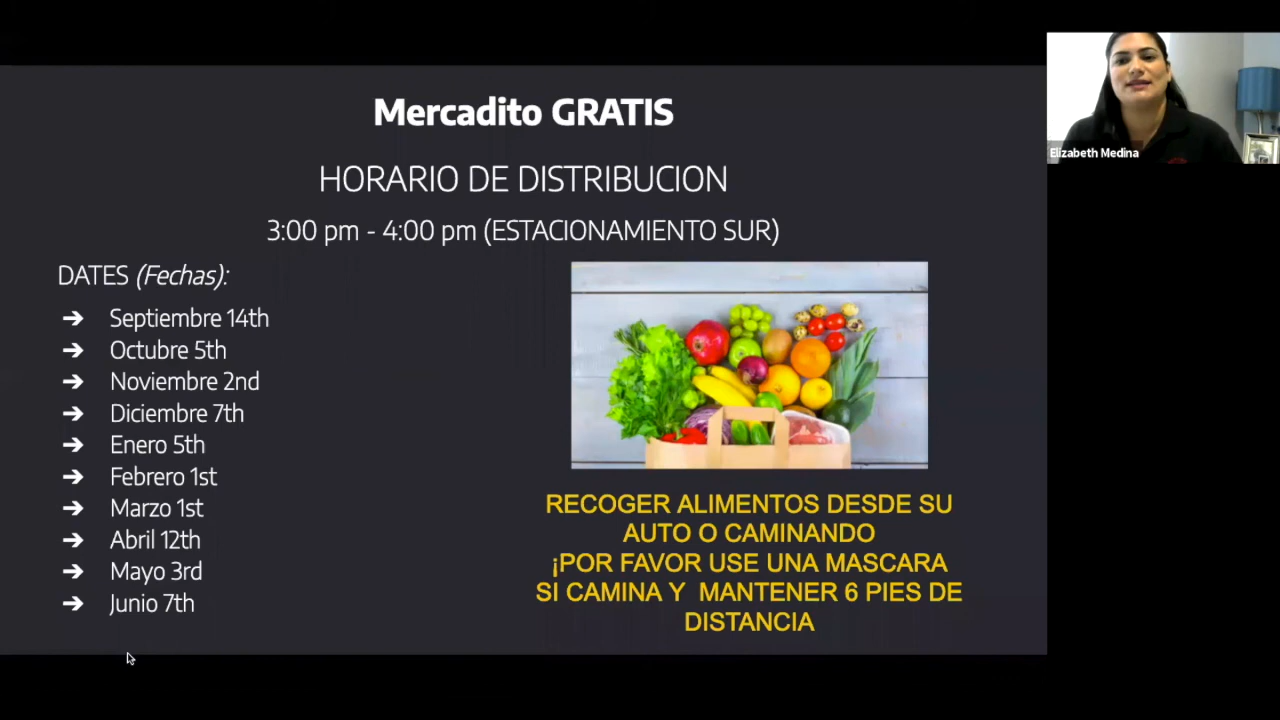 Mercadito GRATIS
HORARIO DE DISTRIBUCION
3:00 pm - 4:00 pm (ESTACIONAMIENTO SUR)
DATES (Fechas):
➔ Septiembre 14th
➔ Octubre 5th
➔ Noviembre 2nd
➔ Diciembre 7th
➔ Enero 5th
➔ Febrero 1st
➔ Marzo 1st
➔ Abril 12th
➔ Mayo 3rd
➔ Junio 7th
RECOGER ALIMENTOS DESDE SU
AUTO O CAMINANDO
¡POR FAVOR USE UNA MASCARA
SI CAMINA Y MANTENER 6 PIES DE
DISTANCIA
Elizabeth Medina